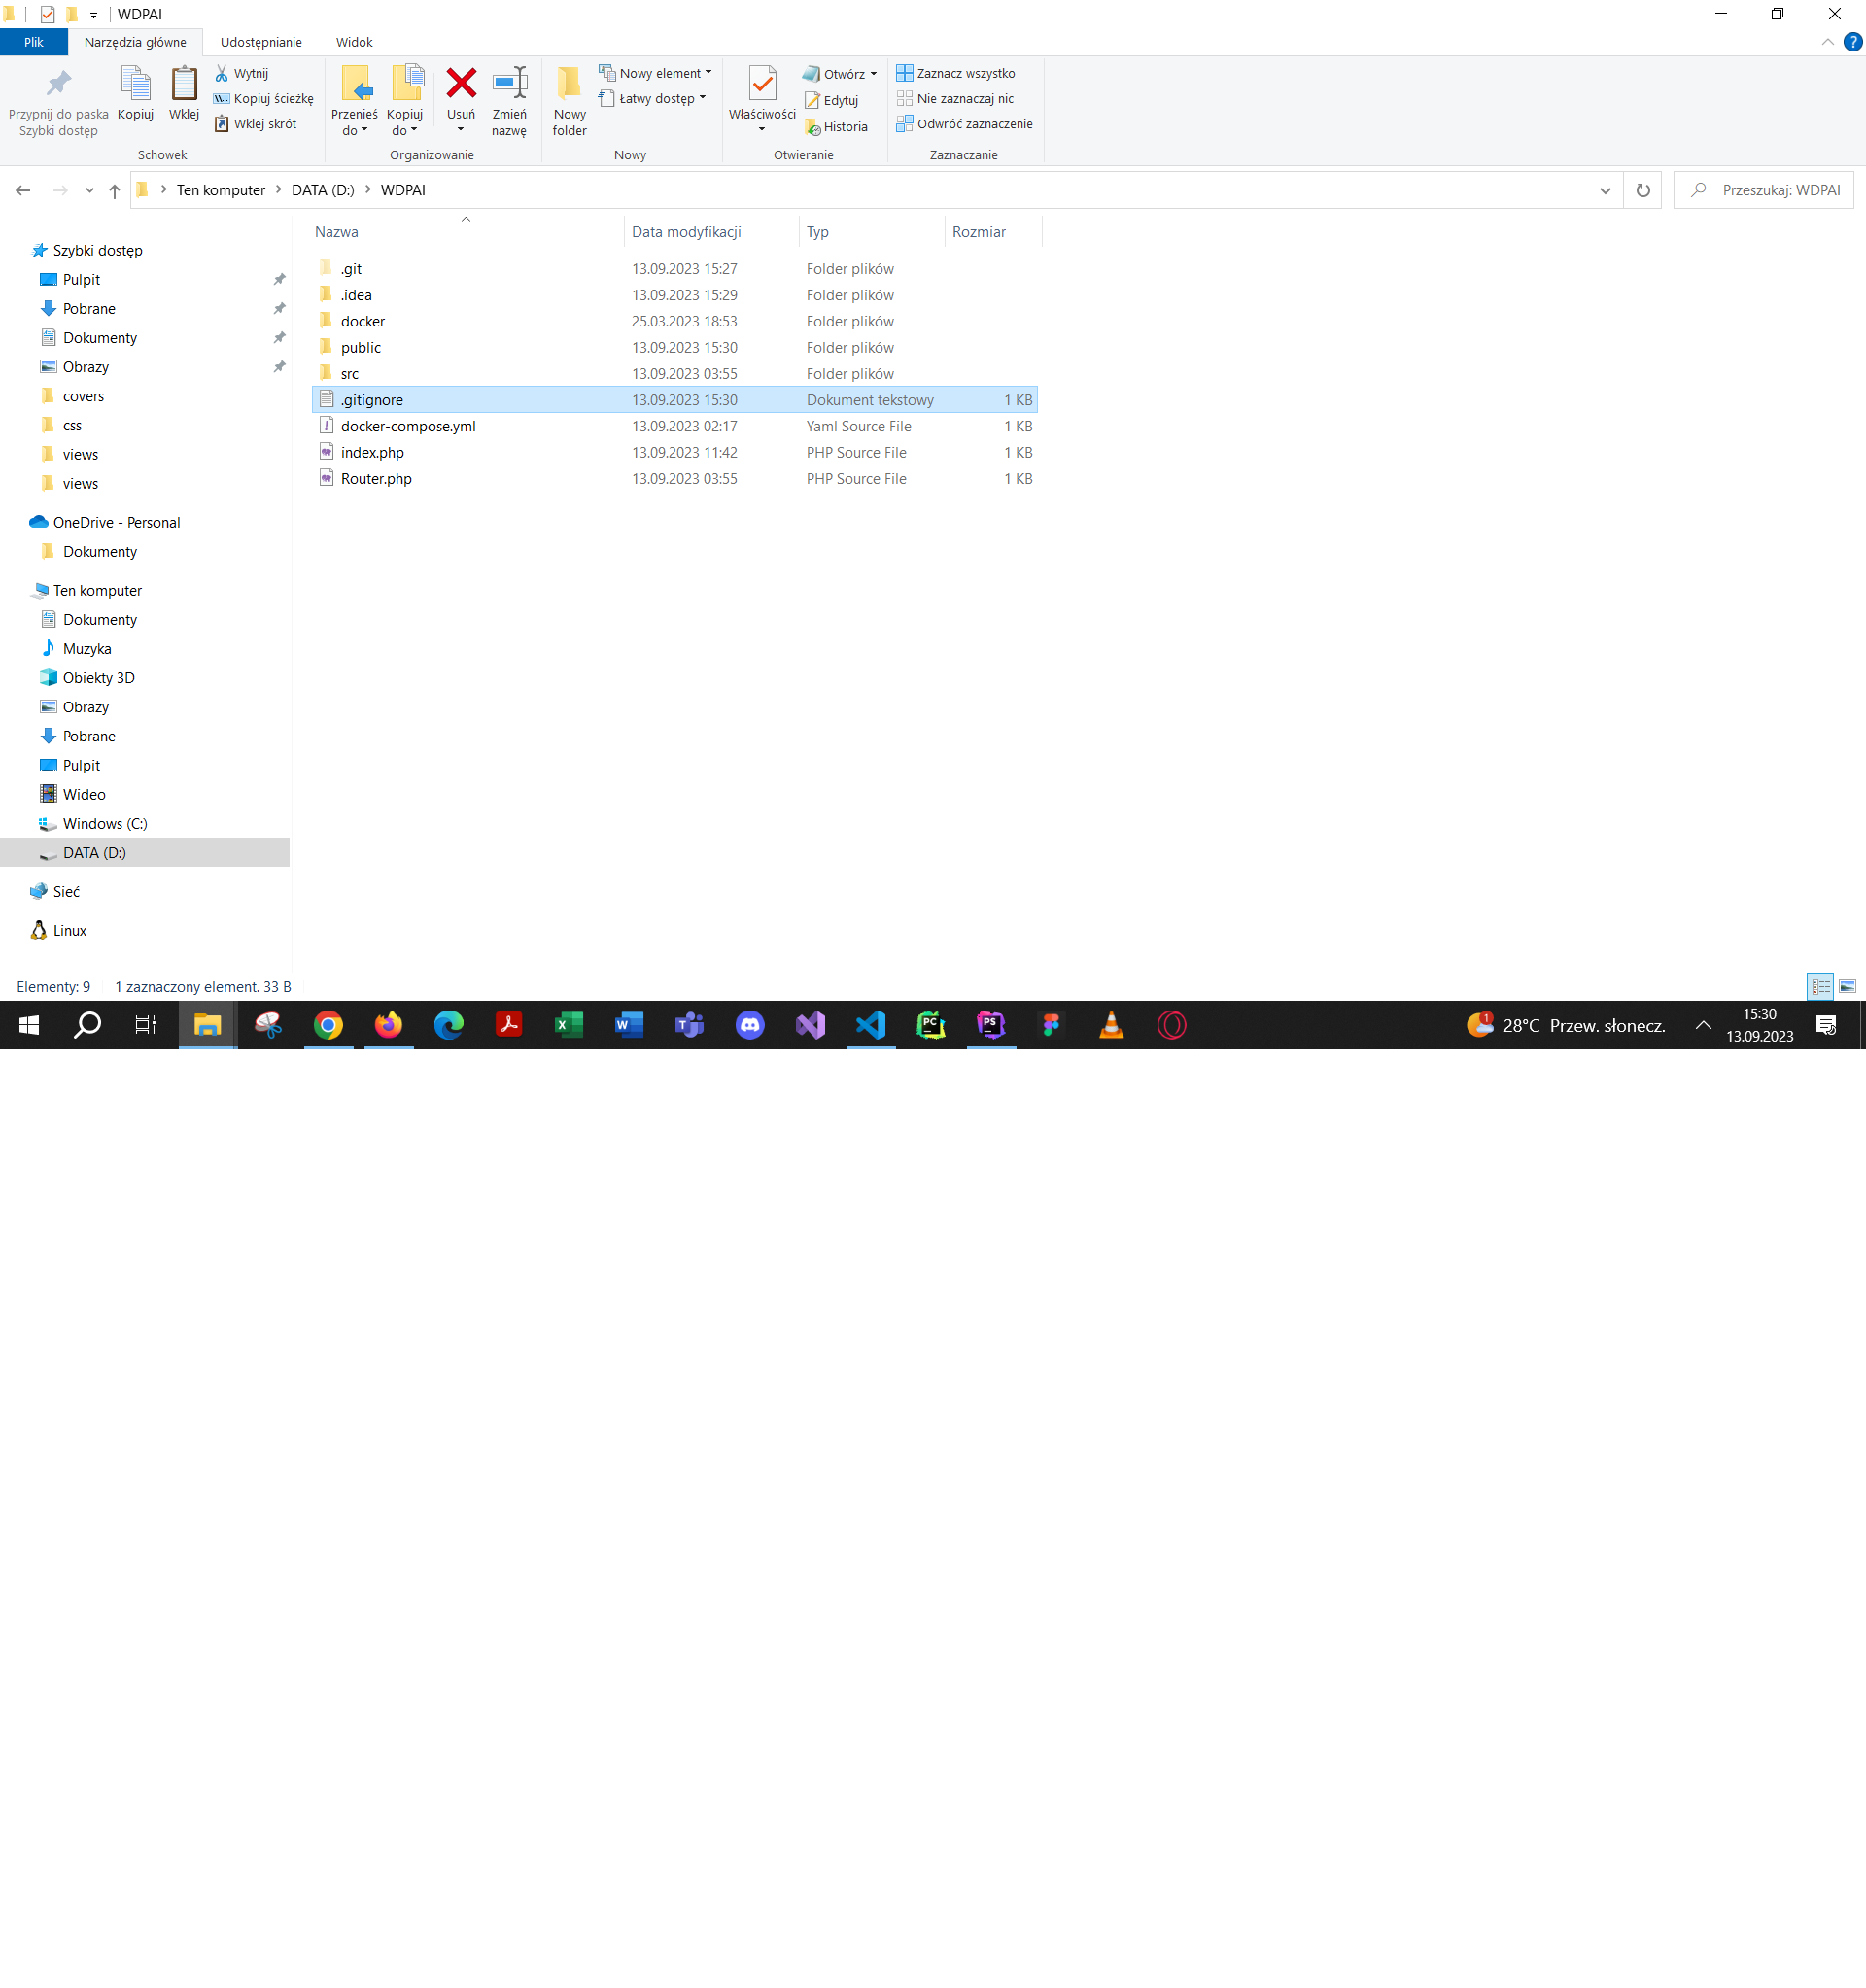 WDPAI
Plik Narzędzia główne Udostępnianie Widok
Przypnij do paska Szybki dostęp
Kopiuj
Wklej
Wytnij
Kopiuj ścieżkę
Wklej skrót
Schowek
Przenieś do
Kopiuj do
Usuń
Zmień nazwę
Organizowanie
Nowy folder
Nowy element
Łatwy dostęp
Nowy
Właściwości
Otwórz
Edytuj
Historia
Otwieranie
Zaznacz wszystko
Nie zaznaczaj nic
Odwróć zaznaczenie
Zaznaczanie
Ten komputer DATA (D:) WDPAI
Przeszukaj: WDPAI
Szybki dostęp
Pulpit
Pobrane
Dokumenty
Obrazy
covers
css
views
views
OneDrive - Personal
Dokumenty
Ten komputer
Dokumenty
Muzyka
Obiekty 3D
Obrazy
Pobrane
Pulpit
Wideo
Windows (C:)
DATA (D:)
Sieć
Linux
Nazwa Data modyfikacji Typ Rozmiar
.git 13.09.2023 15:27 Folder plików
.idea 13.09.2023 15:29 Folder plików
docker 25.03.2023 18:53 Folder plików
public 13.09.2023 15:30 Folder plików
src 13.09.2023 03:55 Folder plików
.gitignore 13.09.2023 15:30 Dokument tekstowy 1 KB
docker-compose.yml 13.09.2023 02:17 Yaml Source File 1 KB
index.php 13.09.2023 11:42 PHP Source File 1 KB
Router.php 13.09.2023 03:55 PHP Source File 1 KB
Elementy: 9 1 zaznaczony element. 33 B
PC
PS
1
28°C Przew. słonecz.
15:30
13.09.2023